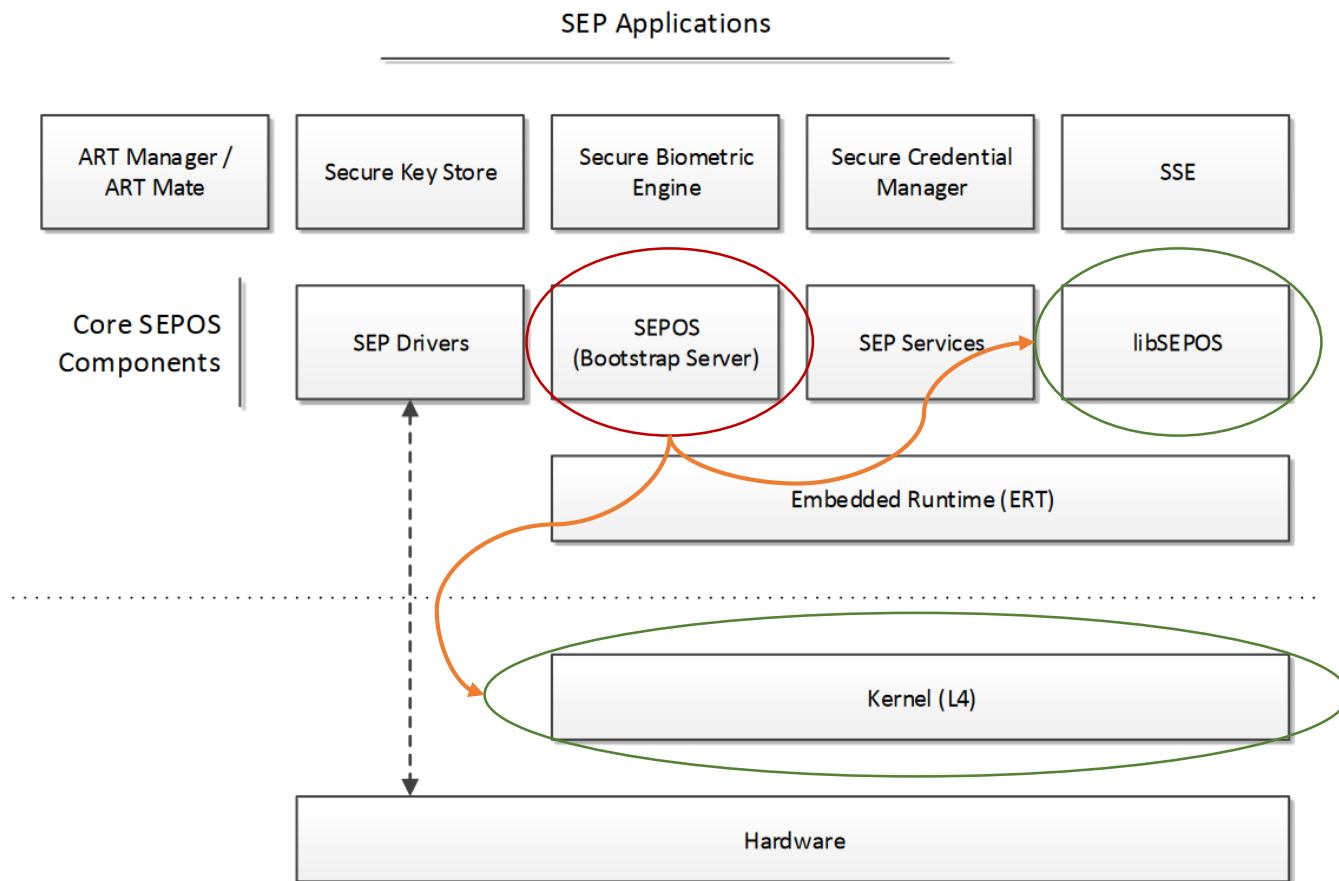 SEP Applications
ART Manager /
ART Mate
Secure Key Store
Secure Biometric
Engine
Secure Credential
Manager
SSE
Core SEPOS
Components
SEP Drivers
SEPOS
(Bootstrap Server)
SEP Services
libSEPOS
Embedded Runtime (ERT)
Kernel (L4)
Hardware